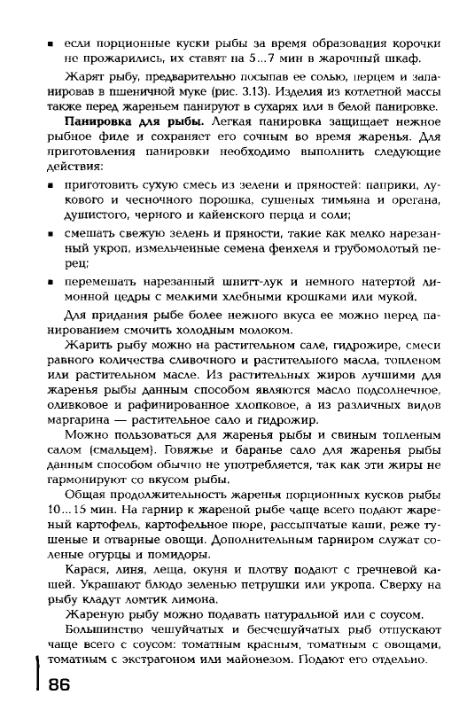 ▪ если порционные куски рыбы за время образования корочки
не прожарились, их ставят на 5...7 мин в жарочный шкаф.
Жарят рыбу, предварительно посыпав ее солью, перцем и запа-
нировав в пшеничной муке (рис. 3.13). Изделия из котлетной массы
также перед жареньем панируют в сухарях или в белой панировке.
Панировка для рыбы. Легкая панировка защищает нежное
рыбное филе и сохраняет его сочным во время жаренья. Для
приготовления панировки необходимо выполнить следующие
действия:
▪ приготовить сухую смесь из зелени и пряностей: паприки, лу-
кового и чесночного порошка, сушеных тимьяна и орегана,
душистого, черного и кайенского перца и соли;
▪ смешать свежую зелень и пряности, такие как мелко нарезан-
ный укроп, измельченные семена фенхеля и грубомолотый пе-
рец;
▪ перемешать нарезанный шнитт-лук и немного натертой ли-
монной цедры с мелкими хлебными крошками или мукой.
Для придания рыбе более нежного вкуса ее можно перед па-
нированием смочить холодным молоком.
Жарить рыбу можно на растительном сале, гидрожире, смеси
равного количества сливочного и растительного масла, топленом
или растительном масле. Из растительных жиров лучшими для
жаренья рыбы данным способом являются масло подсолнечное,
оливковое и рафинированное хлопковое, а из различных видов
маргарина — растительное сало и гидрожир.
Можно пользоваться для жаренья рыбы и свиным топленым
салом (смальцем). Говяжье и баранье сало для жаренья рыбы
данным способом обычно не употребляется, так как эти жиры не
гармонируют со вкусом рыбы.
Общая продолжительность жаренья порционных кусков рыбы
10...15 мин. На гарнир к жареной рыбе чаще всего подают жаре-
ный картофель, картофельное пюре, рассыпчатые каши, реже ту-
шеные и отварные овощи. Дополнительным гарниром служат со-
леные огурцы и помидоры.
Карася, линя, леща, окуня и плотву подают с гречневой ка-
шей. Украшают блюдо зеленью петрушки или укропа. Сверху на
рыбу кладут ломтик лимона.
Жареную рыбу можно подавать натуральной или с соусом.
Большинство чешуйчатых и бесчешуйчатых рыб отпускают
чаще всего с соусом: томатным красным, томатным с овощами,
томатным с экстрагоном или майонезом. Подают его отдельно.
86